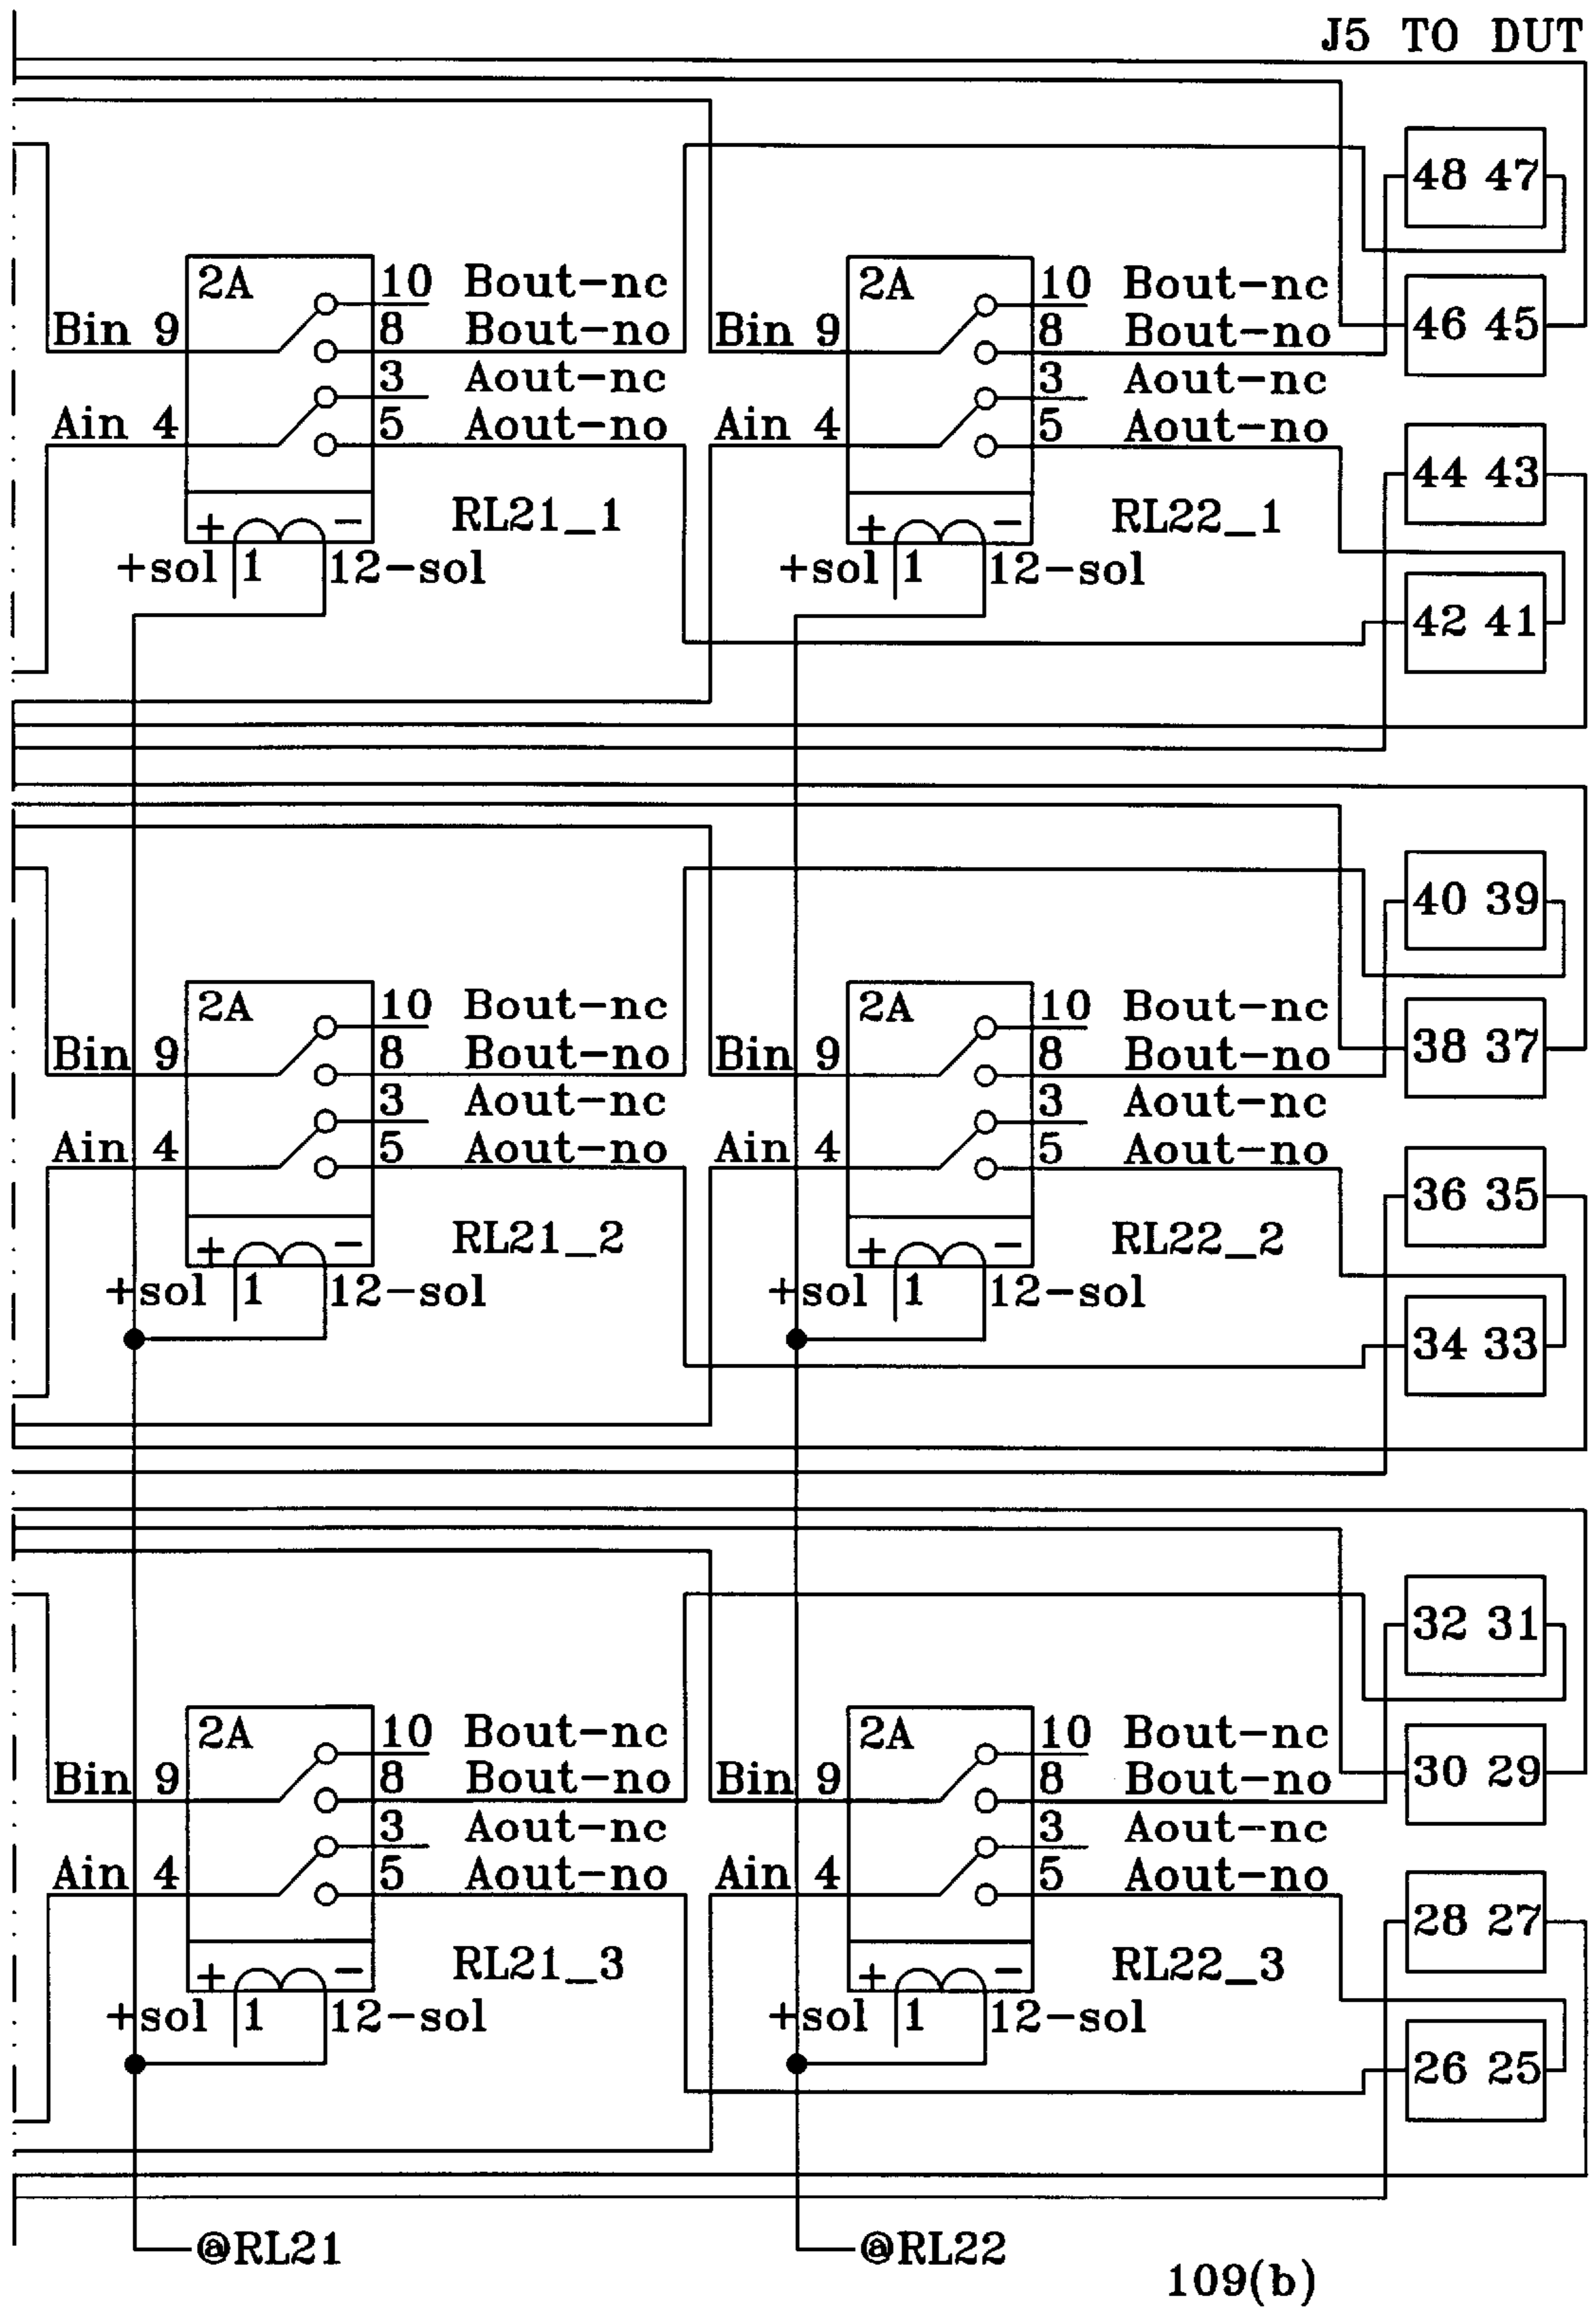 J5 TO DUT
48 47
2A 10 Bout-nc 2A 10 Bout-nc
Bin 9 8 Bout-no Bin 9 8 Bout-no 46 45
3 Aout-nc 3 Aout-nc
Ain 4 5 Aout-no Ain 4 5 Aout-no
44 43
+ - RL21_1 + - RL22_1
+sol 1 12-sol +sol 1 12-sol
42 41
40 39
2A 10 Bout-nc 2A 10 Bout-nc
Bin 9 8 Bout-no Bin 9 8 Bout-no 38 37
3 Aout-nc 3 Aout-nc
Ain 4 5 Aout-no Ain 4 5 Aout-no
36 35
+ - RL21_2 + - RL22_2
+sol 1 12-sol +sol 1 12-sol
34 33
32 31
2A 10 Bout-nc 2A 10 Bout-nc
Bin 9 8 Bout-no Bin 9 8 Bout-no 30 29
3 Aout-nc 3 Aout-nc
Ain 4 5 Aout-no Ain 4 5 Aout-no
28 27
+ - RL21_3 + - RL22_3
+sol 1 12-sol +sol 1 12-sol
26 25
@RL21 @RL22
109(b)